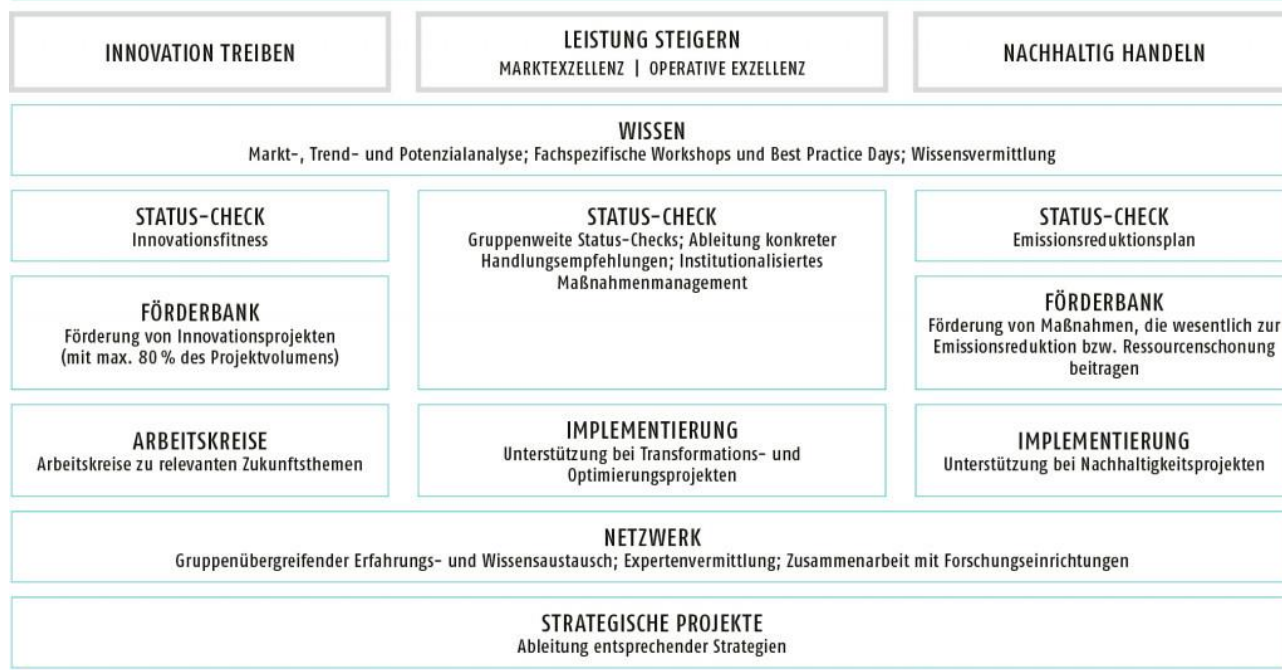 INNOVATION TREIBEN
LEISTUNG STEIGERN
MARKTEXZELLENZ | OPERATIVE EXZELLENZ
NACHHALTIG HANDELN
WISSEN
Markt-, Trend- und Potenzialanalyse; Fachspezifische Workshops und Best Practice Days; Wissensvermittlung
STATUS-CHECK
Innovationsfitness
STATUS-CHECK
Gruppenweite Status-Checks; Ableitung konkreter
Handlungsempfehlungen; Institutionalisiertes
Maßnahmenmanagement
STATUS-CHECK
Emissionsreduktionsplan
FÖRDERBANK
Förderung von Innovationsprojekten
(mit max. 80 % des Projektvolumens)
FÖRDERBANK
Förderung von Maßnahmen, die wesentlich zur
Emissionsreduktion bzw. Ressourcenschonung
beitragen
ARBEITSKREISE
Arbeitskreise zu relevanten Zukunftsthemen
IMPLEMENTIERUNG
Unterstützung bei Transformations- und
Optimierungsprojekten
IMPLEMENTIERUNG
Unterstützung bei Nachhaltigkeitsprojekten
NETZWERK
Gruppenübergreifender Erfahrungs- und Wissensaustausch; Expertenvermittlung; Zusammenarbeit mit Forschungseinrichtungen
STRATEGISCHE PROJEKTE
Ableitung entsprechender Strategien